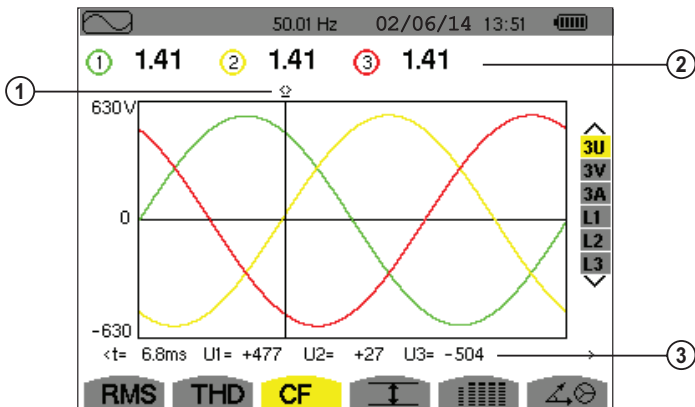 50.01 Hz 02/06/14 13:51
1 1.41 2 1.41 3 1.41 2
1
630V
0
-630
3U
3V
3A
L1
L2
L3
<t= 6.8ms U1= +477 U2= +27 U3= -504 > 3
RMS THD CF